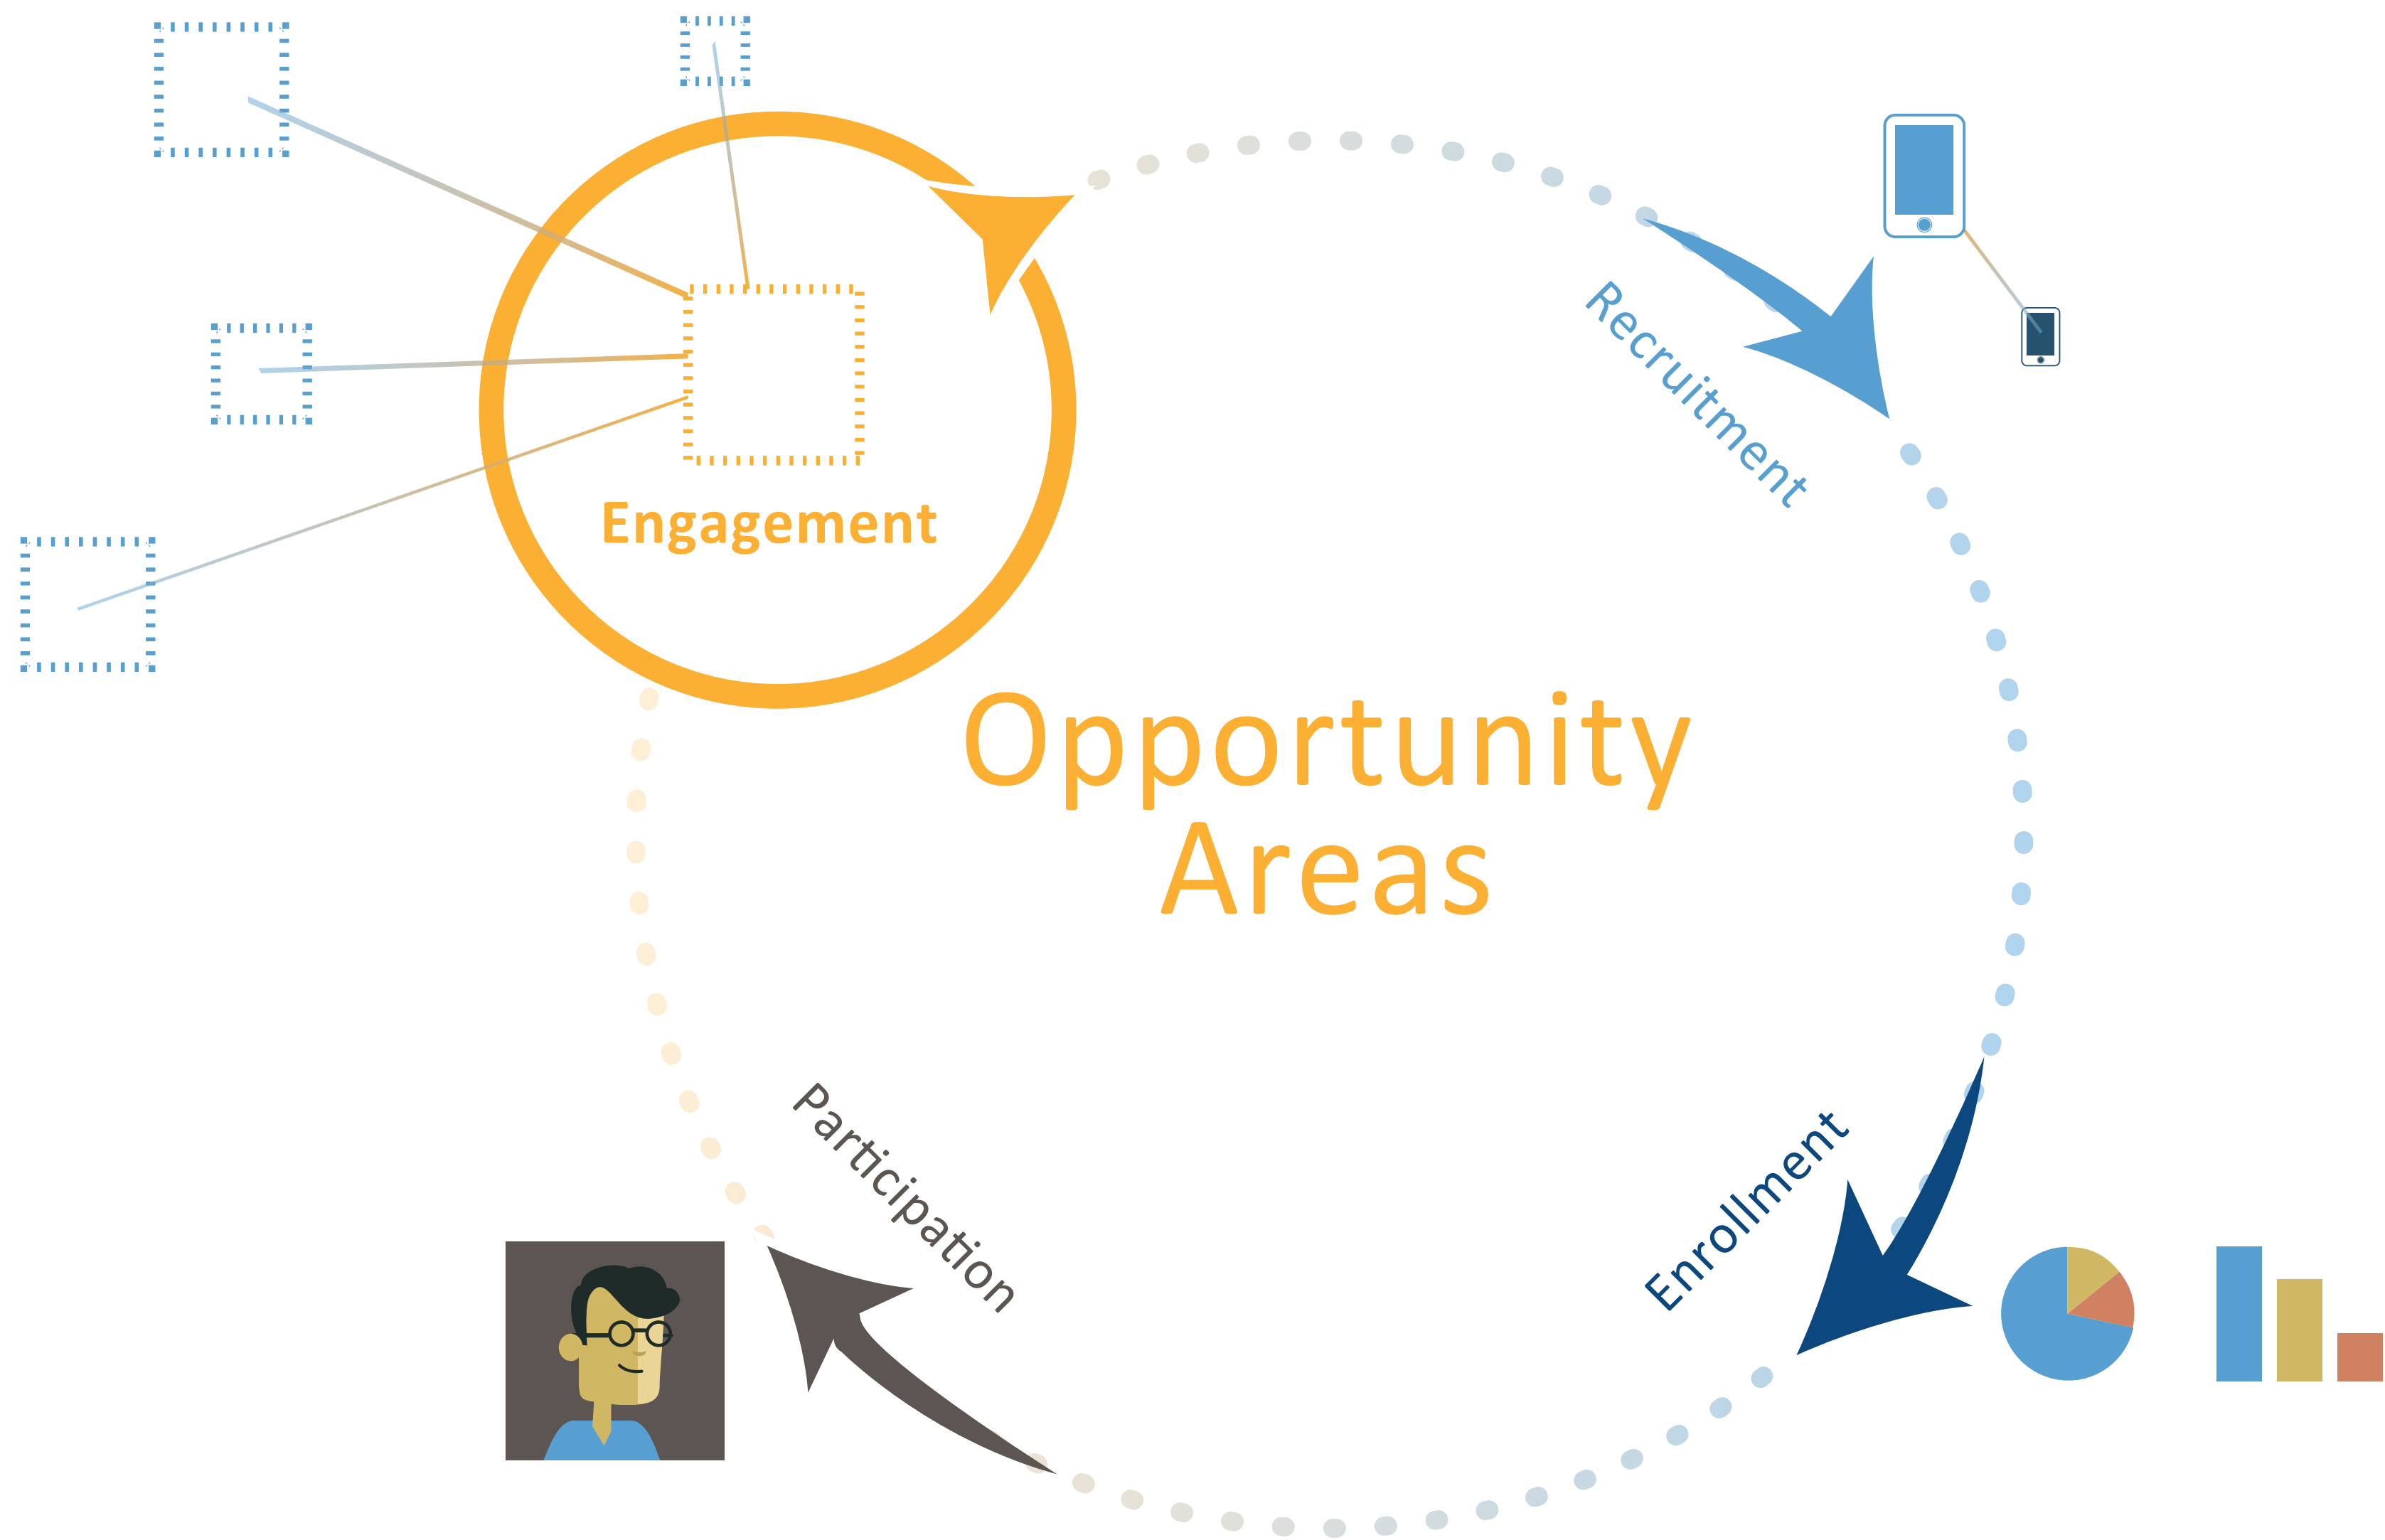 Engagement
Recruitment
Opportunity
Areas
Participation
Enrollment